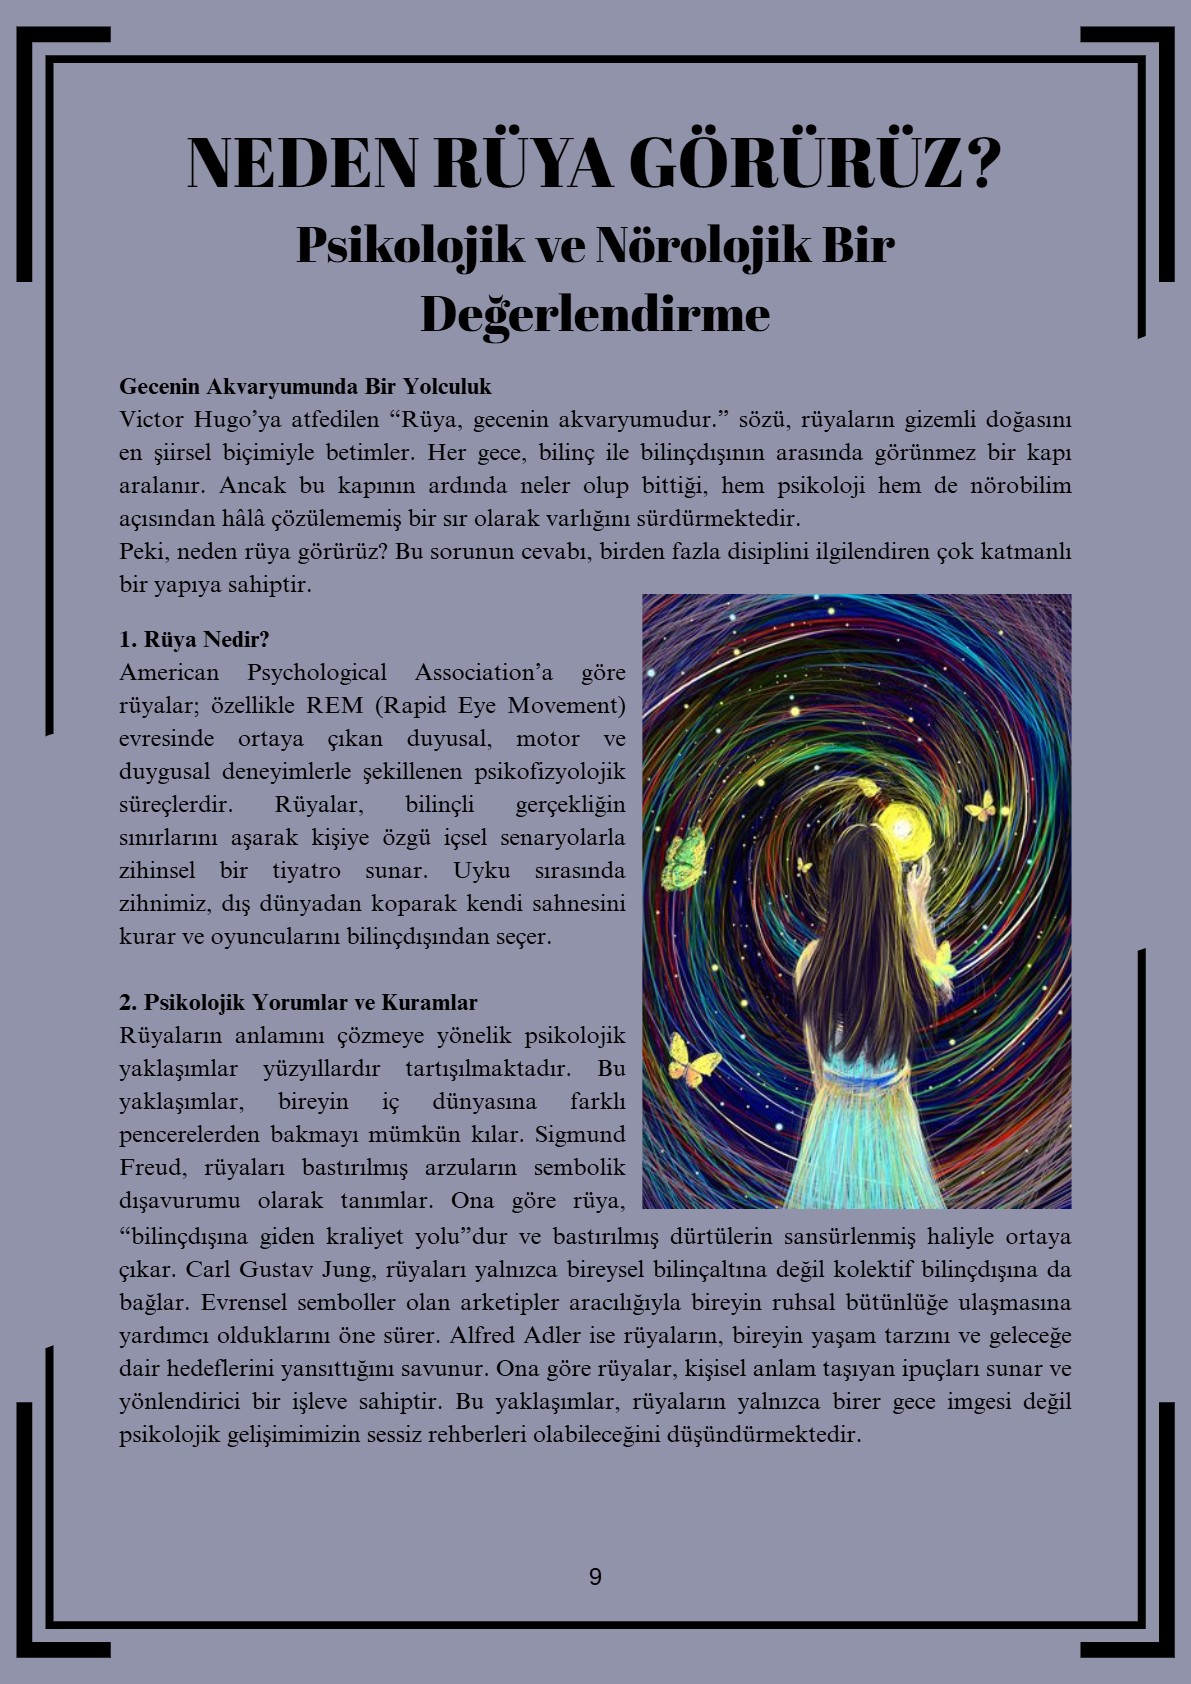 NEDEN RÜYA GÖRÜRÜZ?
Psikolojik ve Nörolojik Bir
Değerlendirme
Gecenin Akvaryumunda Bir Yolculuk
Victor Hugo’ya atfedilen “Rüya, gecenin akvaryumudur.” sözü, rüyaların gizemli doğasını
en şiirsel biçimiyle betimler. Her gece, bilinç ile bilinçdışının arasında görünmez bir kapı
aralanır. Ancak bu kapının ardında neler olup bittiği, hem psikoloji hem de nörobilim
açısından hâlâ çözülememiş bir sır olarak varlığını sürdürmektedir.
Peki, neden rüya görürüz? Bu sorunun cevabı, birden fazla disiplini ilgilendiren çok katmanlı
bir yapıya sahiptir.
1. Rüya Nedir?
American Psychological Association’a göre
rüyalar; özellikle REM (Rapid Eye Movement)
evresinde ortaya çıkan duyusal, motor ve
duygusal deneyimlerle şekillenen psikofizyolojik
süreçlerdir. Rüyalar, bilinçli gerçekliğin
sınırlarını aşarak kişiye özgü içsel senaryolarla
zihinsel bir tiyatro sunar. Uyku sırasında
zihnimiz, dış dünyadan koparak kendi sahnesini
kurar ve oyuncularını bilinçdışından seçer.
2. Psikolojik Yorumlar ve Kuramlar
Rüyaların anlamını çözmeye yönelik psikolojik
yaklaşımlar yüzyıllardır tartışılmaktadır. Bu
yaklaşımlar, bireyin iç dünyasına farklı
pencerelerden bakmayı mümkün kılar. Sigmund
Freud, rüyaları bastırılmış arzuların sembolik
dışavurumu olarak tanımlar. Ona göre rüya,
“bilinçdışına giden kraliyet yolu”dur ve bastırılmış dürtülerin sansürlenmiş haliyle ortaya
çıkar. Carl Gustav Jung, rüyaları yalnızca bireysel bilinçaltına değil kolektif bilinçdışına da
bağlar. Evrensel semboller olan arketipler aracılığıyla bireyin ruhsal bütünlüğe ulaşmasına
yardımcı olduklarını öne sürer. Alfred Adler ise rüyaların, bireyin yaşam tarzını ve geleceğe
dair hedeflerini yansıttığını savunur. Ona göre rüyalar, kişisel anlam taşıyan ipuçları sunar ve
yönlendirici bir işleve sahiptir. Bu yaklaşımlar, rüyaların yalnızca birer gece imgesi değil
psikolojik gelişimimizin sessiz rehberleri olabileceğini düşündürmektedir.
9